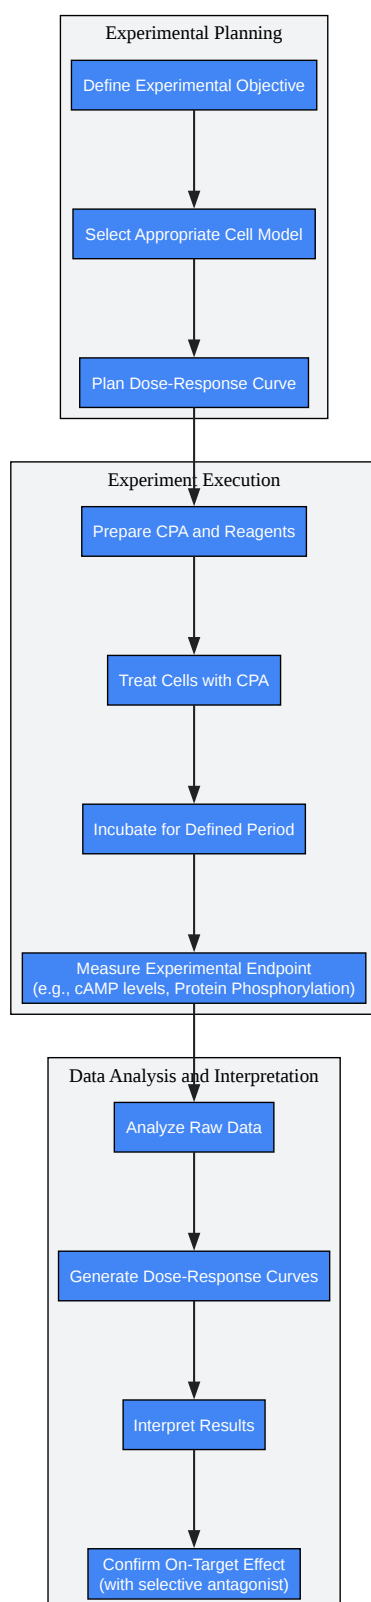 Experimental Planning
Define Experimental Objective
Select Appropriate Cell Model
Plan Dose-Response Curve
Experiment Execution
Prepare CPA and Reagents
Treat Cells with CPA
Incubate for Defined Period
Measure Experimental Endpoint
(e.g., cAMP levels, Protein Phosphorylation)
Data Analysis and Interpretation
Analyze Raw Data
Generate Dose-Response Curves
Interpret Results
Confirm On-Target Effect
(with selective antagonist)